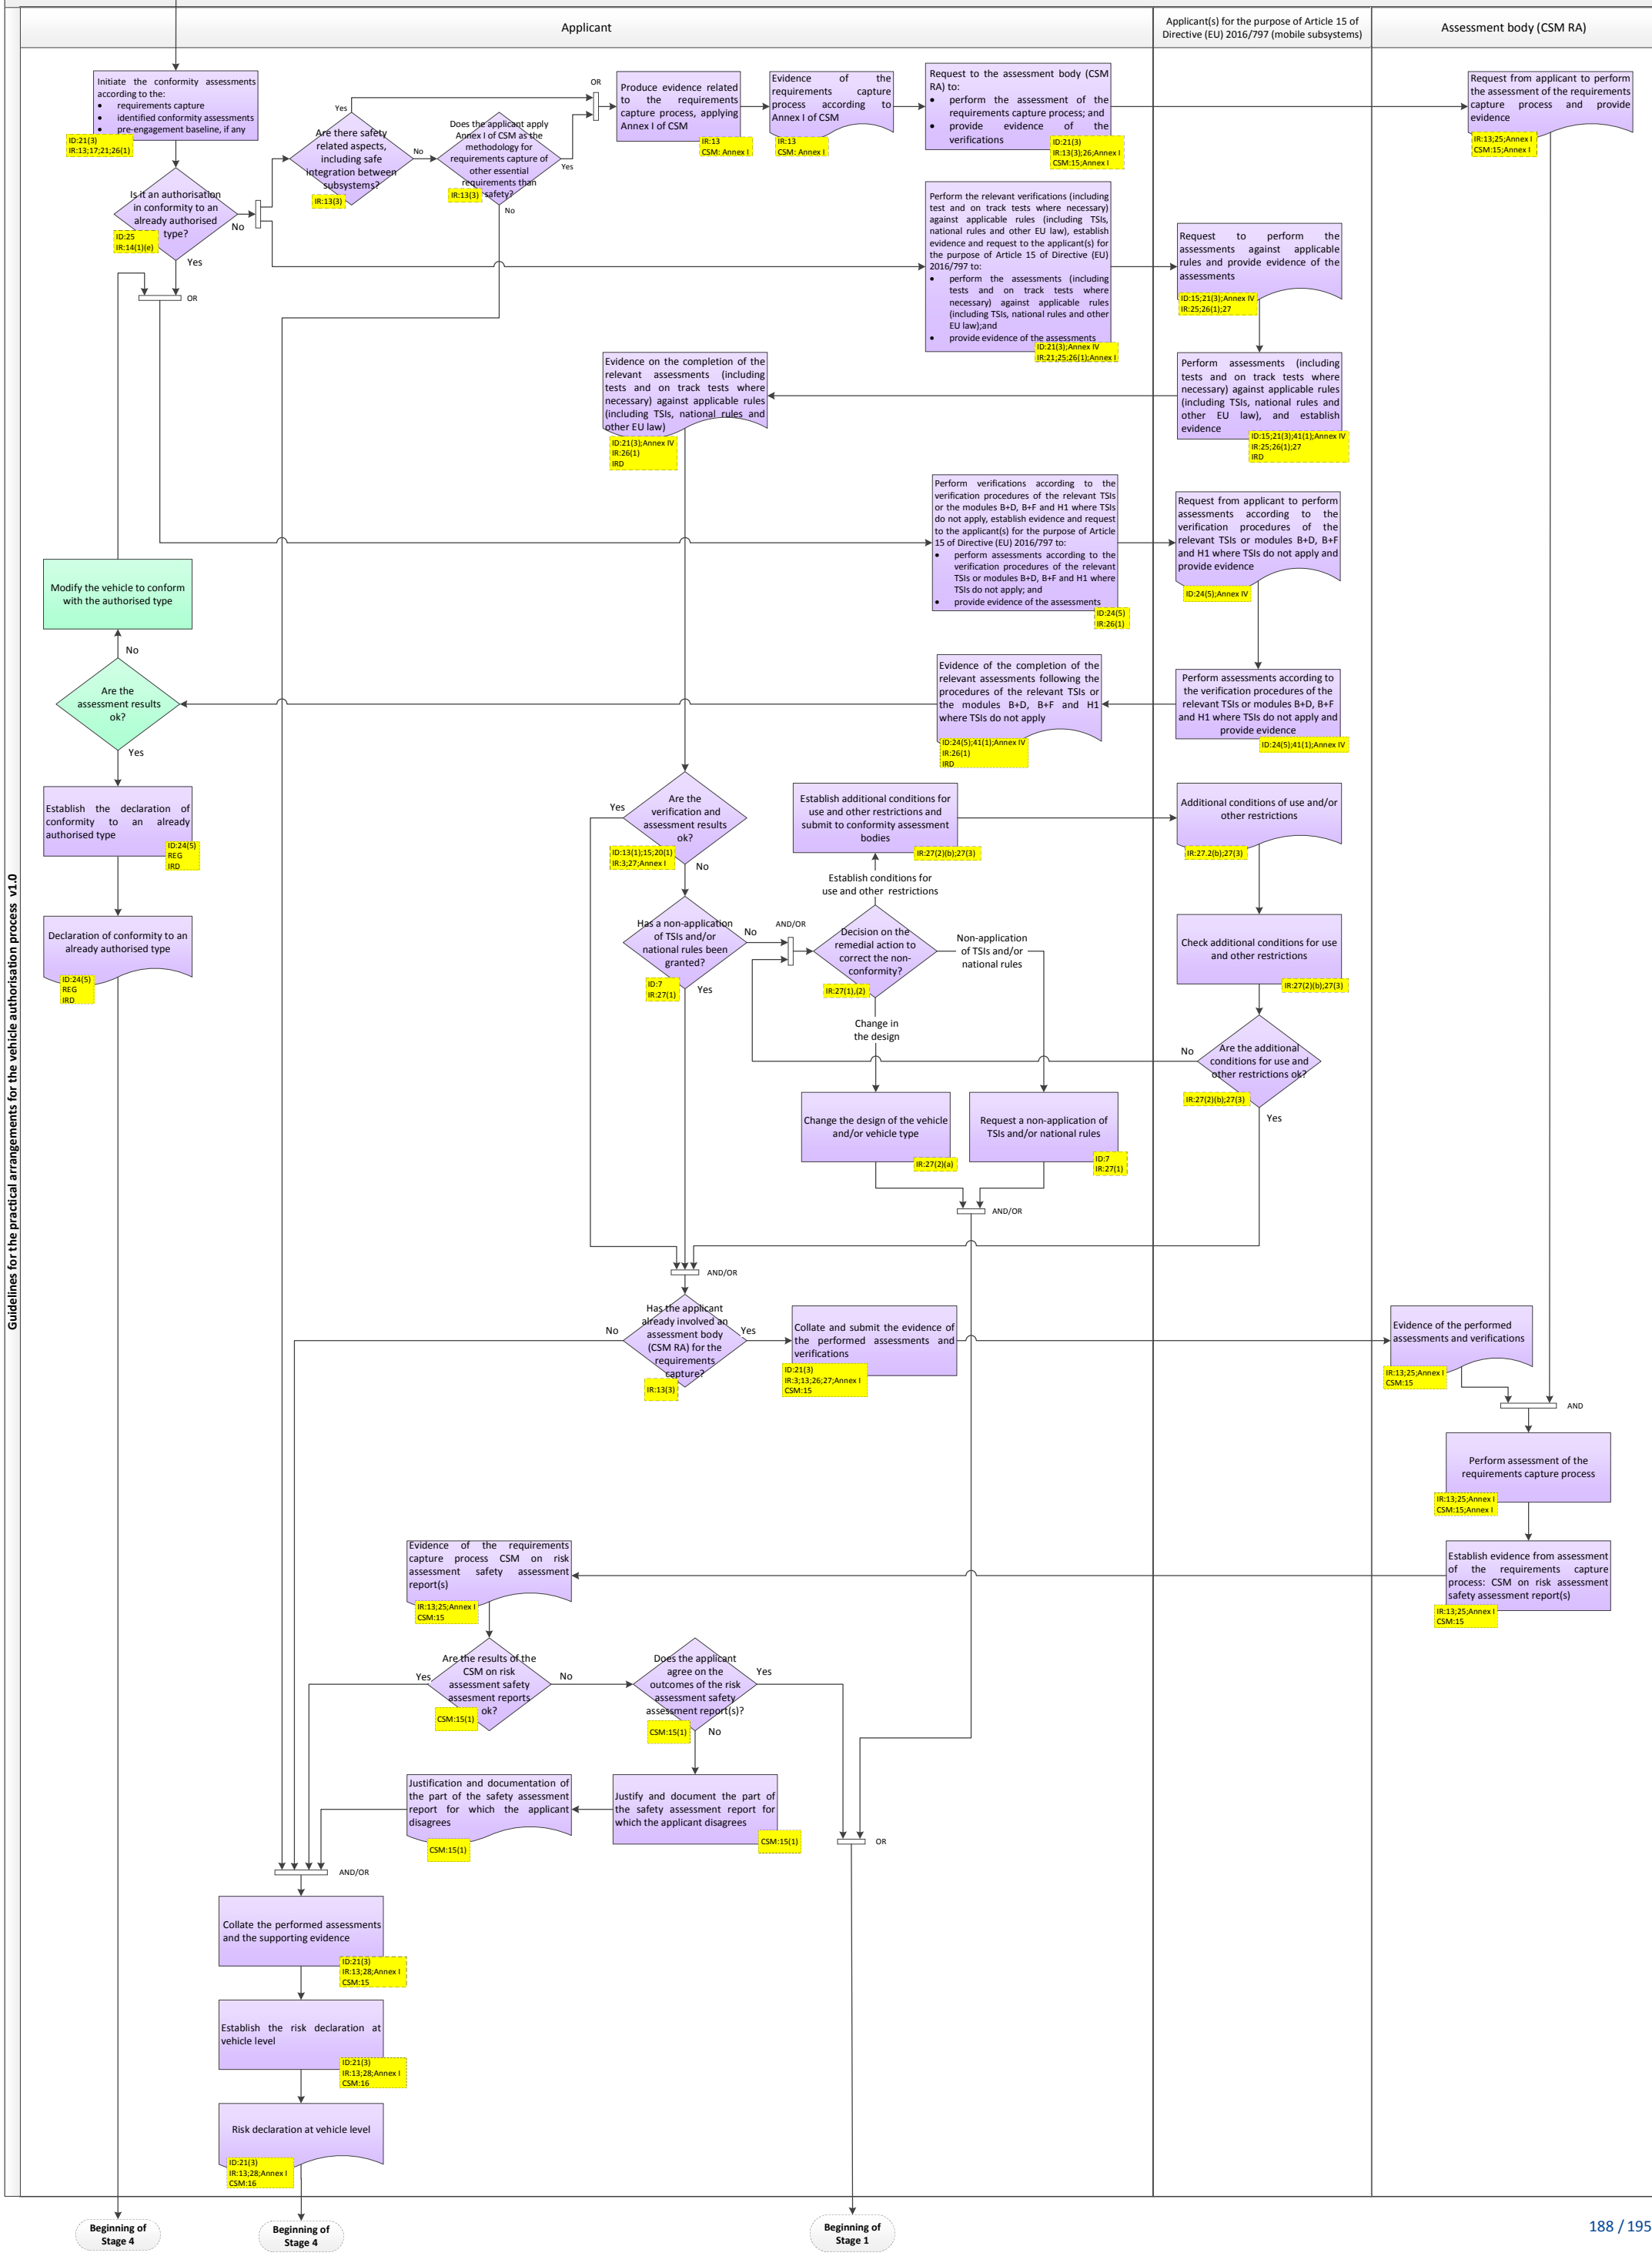 Applicant
Applicant(s) for the purpose of Article 15 of
Directive (EU) 2016/797 (mobile subsystems)
Assessment body (CSM RA)
Initiate the conformity assessments
according to the:
• requirements capture
• identified conformity assessments
• pre-engagement baseline, if any
ID:21(3)
IR:13;17;21;26(1)
Is it an authorisation
in conformity to an
already authorised
type?
ID:25
IR:14(1)(e)
No
Yes
OR
Are there safety
related aspects,
including safe
integration between
subsystems?
IR:13(3)
Yes
No
Does the applicant apply
Annex I of CSM as the
methodology for
requirements capture of
other essential
requirements than
safety?
IR:13(3)
Yes
No
OR
Produce evidence related
to the requirements
capture process, applying
Annex I of CSM
IR:13
CSM: Annex I
Evidence of the
requirements capture
process according to
Annex I of CSM
IR:13
CSM: Annex I
Request to the assessment body (CSM
RA) to:
• perform the assessment of the
requirements capture process; and
• provide evidence of the
verifications
ID:21(3)
IR:13(3);26;Annex I
CSM:15,Annex I
Request from applicant to perform
the assessment of the requirements
capture process and provide
evidence
IR:13;25;Annex I
CSM:15;Annex I
Perform the relevant verifications (including
test and on track tests where necessary)
against applicable rules (including TSIs,
national rules and other EU law), establish
evidence and request to the applicant(s) for
the purpose of Article 15 of Directive (EU)
2016/797 to:
• perform the assessments (including
tests and on track tests where
necessary) against applicable rules
(including TSIs, national rules and other
EU law);and
• provide evidence of the assessments
ID:21(3);Annex IV
IR:21;25;26(1);Annex I
Request to perform the
assessments against applicable
rules and provide evidence of the
assessments
ID:15;21(3);Annex IV
IR:25;26(1);27
Perform assessments (including
tests and on track tests where
necessary) against applicable rules
(including TSIs, national rules and
other EU law), and establish
evidence
ID:15;21(3);41(1);Annex IV
IR:25;26(1);27
IRD
Evidence on the completion of the
relevant assessments (including
tests and on track tests where
necessary) against applicable rules
(including TSIs, national rules and
other EU law)
ID:21(3);Annex IV
IR:26(1)
IRD
Perform verifications according to the
verification procedures of the relevant TSIs
or the modules B+D, B+F and H1 where TSIs
do not apply, establish evidence and request
to the applicant(s) for the purpose of Article
15 of Directive (EU) 2016/797 to:
• perform assessments according to the
verification procedures of the relevant
TSIs or modules B+D, B+F and H1 where
TSIs do not apply; and
• provide evidence of the assessments
ID:24(5)
IR:26(1)
Request from applicant to perform
assessments according to the
verification procedures of the
relevant TSIs or modules B+D, B+F
and H1 where TSIs do not apply and
provide evidence
ID:24(5);Annex IV
Modify the vehicle to conform
with the authorised type
No
Are the
assessment results
ok?
Yes
Evidence of the completion of the
relevant assessments following the
procedures of the relevant TSIs or
the modules B+D, B+F and H1
where TSIs do not apply
ID:24(5);41(1);Annex IV
IR:26(1)
IRD
Perform assessments according to
the verification procedures of the
relevant TSIs or modules B+D, B+F
and H1 where TSIs do not apply and
provide evidence
ID:24(5);41(1);Annex IV
Establish the declaration of
conformity to an already
authorised type
ID:24(5)
REG
IRD
Declaration of conformity to an
already authorised type
ID:24(5)
REG
IRD
Yes
Are the
verification and
assessment results
ok?
ID:13(1);15;20(1)
IR:3;27;Annex I
No
Establish additional conditions for
use and other restrictions and
submit to conformity assessment
bodies
IR:27(2)(b);27(3)
Additional conditions of use and/or
other restrictions
IR:27.2(b);27(3)
Establish conditions for
use and other restrictions
Has a non-application
of TSIs and/or
national rules been
granted?
ID:7
IR:27(1)
No
Yes
AND/OR
Decision on the
remedial action to
correct the non-
conformity?
IR:27(1),(2)
Non-application
of TSIs and/or
national rules
Change in
the design
Check additional conditions for use
and other restrictions
IR:27(2)(b);27(3)
No
Are the additional
conditions for use and
other restrictions ok?
IR:27(2)(b);27(3)
Yes
Change the design of the vehicle
and/or vehicle type
IR:27(2)(a)
Request a non-application of
TSIs and/or national rules
ID:7
IR:27(1)
AND/OR
AND/OR
No
Has the applicant
already involved an
assessment body
(CSM RA) for the
requirements
capture?
IR:13(3)
Yes
Collate and submit the evidence of
the performed assessments and
verifications
ID:21(3)
IR:3;13;26;27;Annex I
CSM:15
Evidence of the performed
assessments and verifications
IR:13;25;Annex I
CSM:15
AND
Perform assessment of the
requirements capture process
IR:13;25;Annex I
CSM:15;Annex I
Establish evidence from assessment
of the requirements capture
process: CSM on risk assessment
safety assessment report(s)
IR:13;25;Annex I
CSM:15
Evidence of the requirements
capture process CSM on risk
assessment safety assessment
report(s)
IR:13;25;Annex I
CSM:15
Yes
Are the results of the
CSM on risk
assessment safety
assesment reports
ok?
CSM:15(1)
No
Does the applicant
agree on the
outcomes of the risk
assessment safety
assessment report(s)?
CSM:15(1)
Yes
No
Justification and documentation of
the part of the safety assessment
report for which the applicant
disagrees
CSM:15(1)
Justify and document the part of
the safety assessment report for
which the applicant disagrees
CSM:15(1)
OR
AND/OR
Collate the performed assessments
and the supporting evidence
ID:21(3)
IR:13;28;Annex I
CSM:15
Establish the risk declaration at
vehicle level
ID:21(3)
IR:13;28;Annex I
CSM:16
Risk declaration at vehicle level
ID:21(3)
IR:13;28;Annex I
CSM:16
Guidelines for the practical arrangements for the vehicle authorisation process v1.0
Beginning of
Stage 4
Beginning of
Stage 4
Beginning of
Stage 1
188 / 195